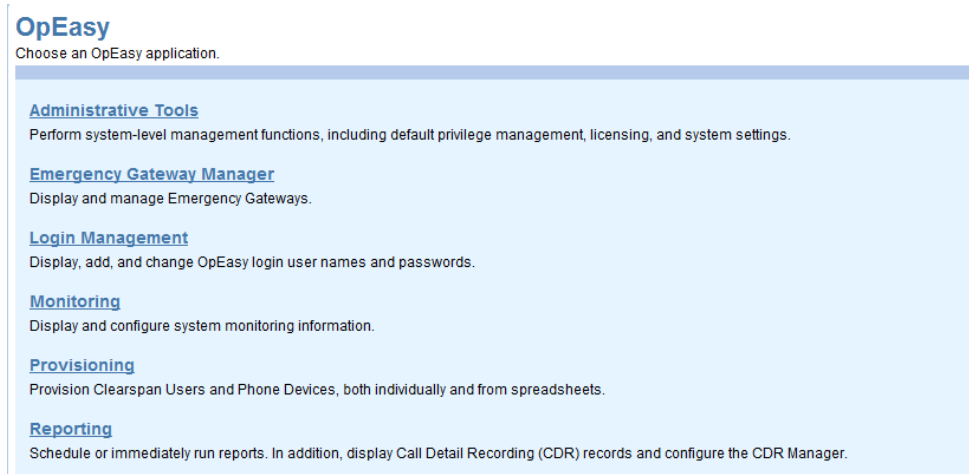 OpEasy
Choose an OpEasy application.
Administrative Tools
Perform system-level management functions, including default privilege management, licensing, and system settings.
Emergency Gateway Manager
Display and manage Emergency Gateways.
Login Management
Display, add, and change OpEasy login user names and passwords.
Monitoring
Display and configure system monitoring information.
Provisioning
Provision Clearspan Users and Phone Devices, both individually and from spreadsheets.
Reporting
Schedule or immediately run reports. In addition, display Call Detail Recording (CDR) records and configure the CDR Manager.